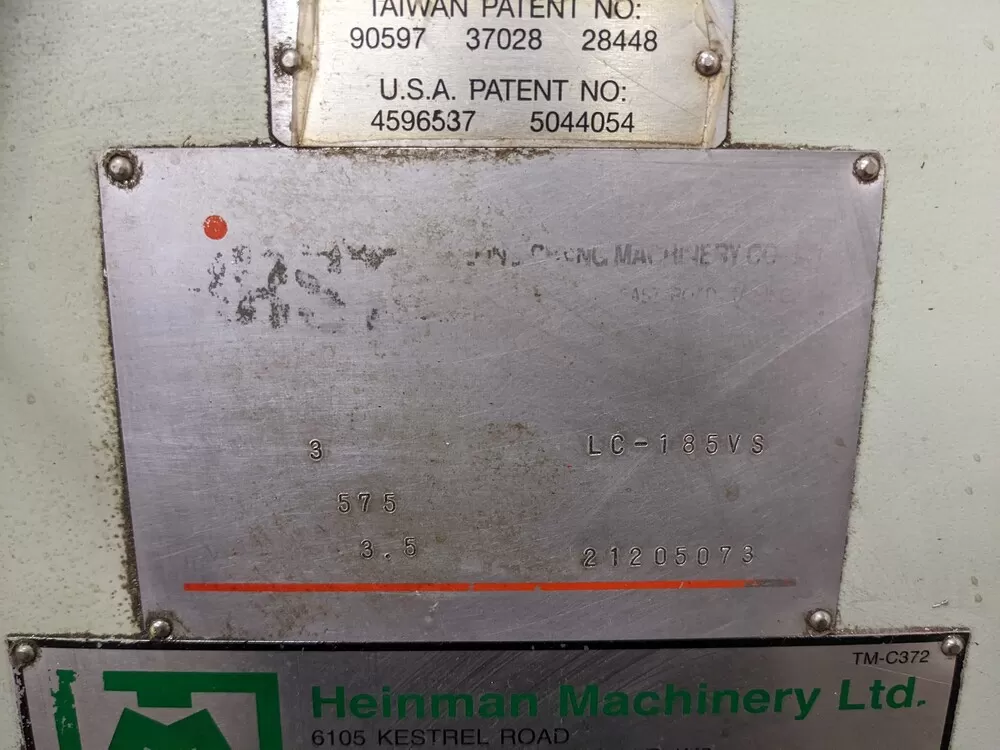 TAIWAN PATENT NO:
90597 37028 28448
U.S.A. PATENT NO:
4596537 5044054
MACHINERY CO
3 LC-185VS
575
3.5 21205073
TM-C372
Heinman Machinery Ltd.
6105 KESTREL ROAD